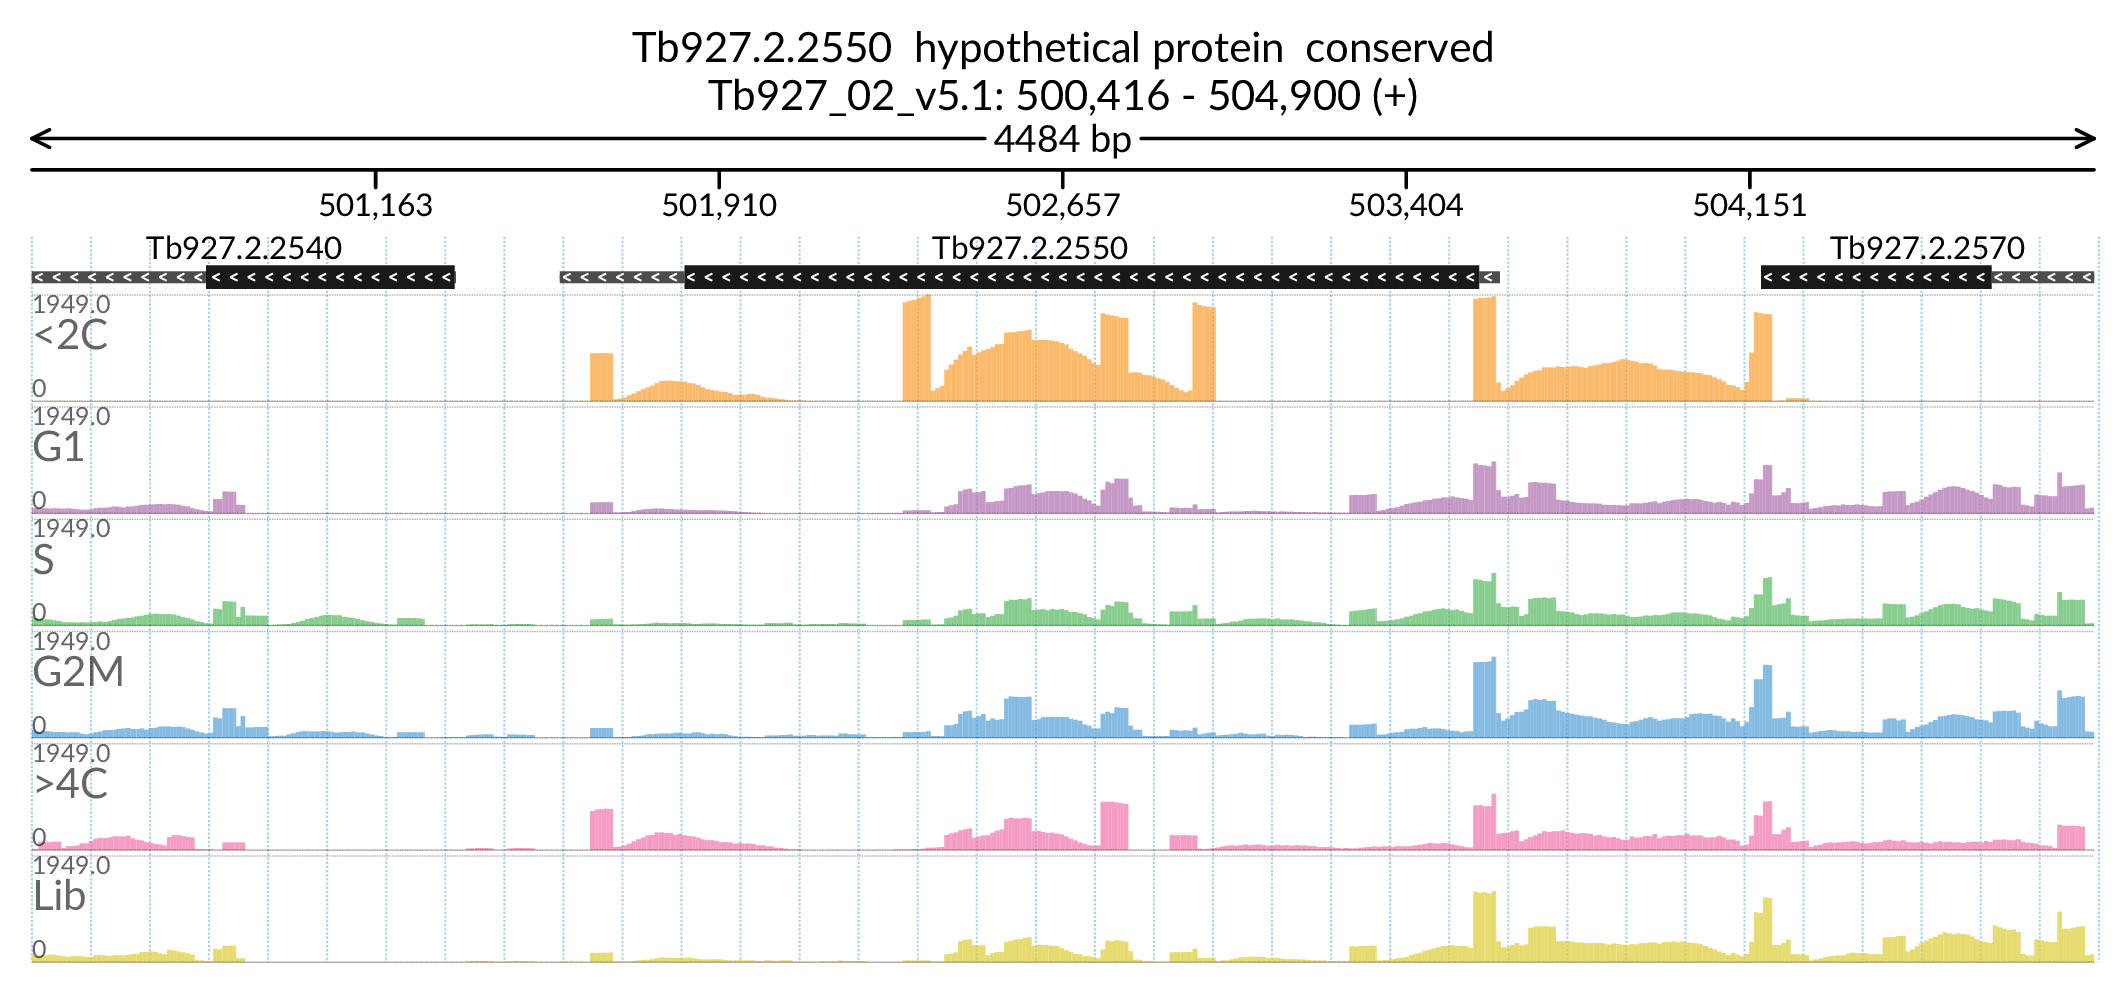 Tb927.2.2550  hypothetical protein  conserved
Tb927_02_v5.1: 500,416 - 504,900 (+)
4484 bp
501,163 501,910 502,657 503,404 504,151
Tb927.2.2540 Tb927.2.2550 Tb927.2.2570
1949.0
<2C
0
1949.0
G1
0
1949.0
S
0
1949.0
G2M
0
1949.0
>4C
0
1949.0
Lib
0